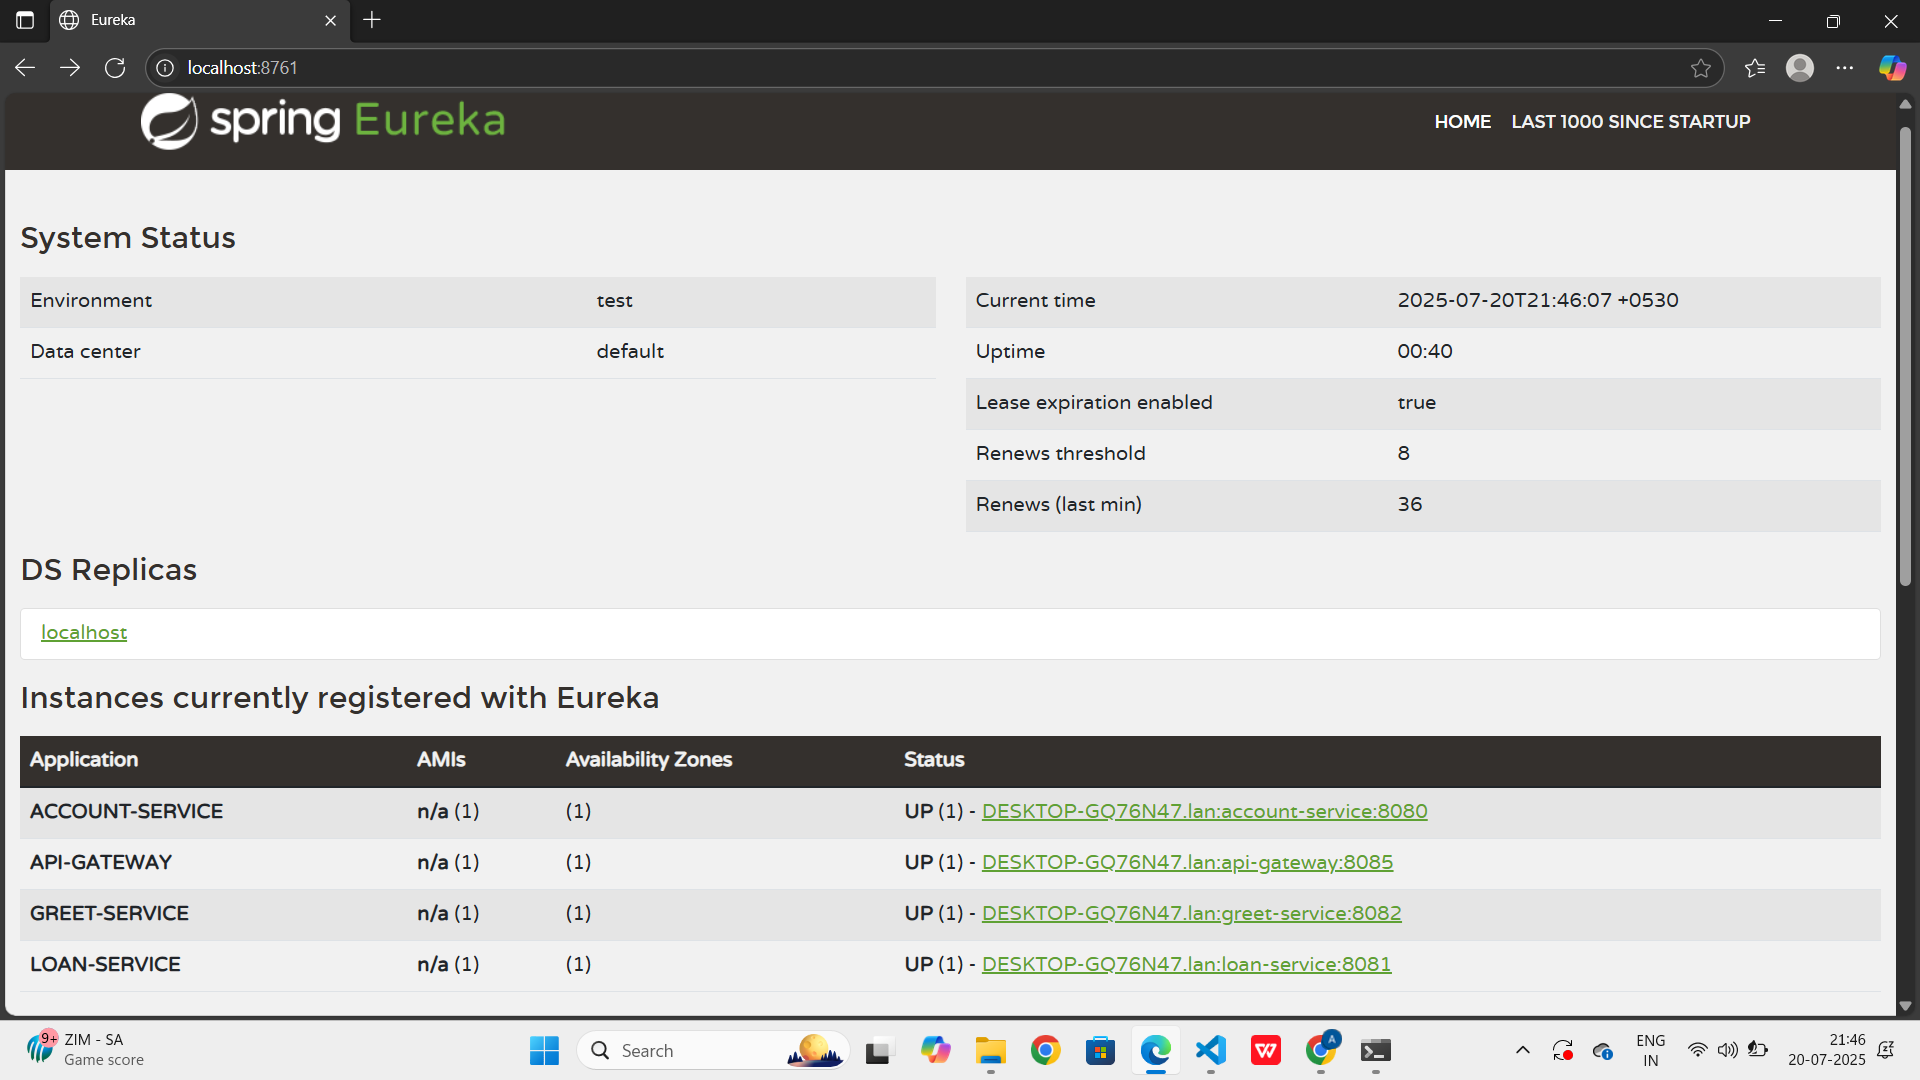 Eureka
localhost:8761
spring Eureka
HOME LAST 1000 SINCE STARTUP
System Status
Environment test
Data center default
Current time 2025-07-20T21:46:07 +0530
Uptime 00:40
Lease expiration enabled true
Renews threshold 8
Renews (last min) 36
DS Replicas
localhost
Instances currently registered with Eureka
Application AMIs Availability Zones Status
ACCOUNT-SERVICE n/a (1) (1) UP (1) - DESKTOP-GQ76N47.lan:account-service:8080
API-GATEWAY n/a (1) (1) UP (1) - DESKTOP-GQ76N47.lan:api-gateway:8085
GREET-SERVICE n/a (1) (1) UP (1) - DESKTOP-GQ76N47.lan:greet-service:8082
LOAN-SERVICE n/a (1) (1) UP (1) - DESKTOP-GQ76N47.lan:loan-service:8081
9+
ZIM - SA
Game score
Search
W
A
ENG
IN
21:46
20-07-2025